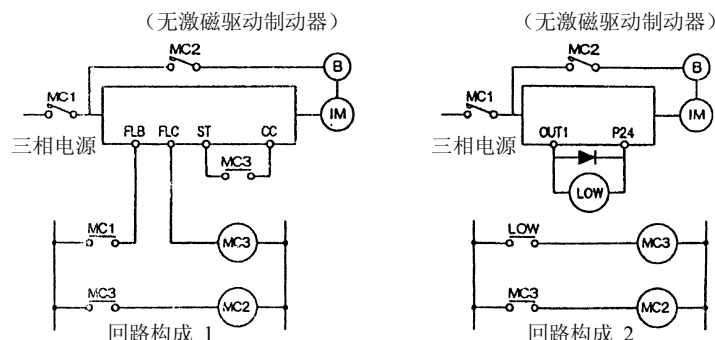 （无激磁驱动制动器）
MC2
B
MC1
IM
三相电源
FLB FLC ST CC
MC3
MC1
MC3
MC3
MC2
回路构成 1
（无激磁驱动制动器）
MC2
B
MC1
IM
三相电源
OUT1 P24
LOW
LOW
MC3
MC3
MC2
回路构成 2